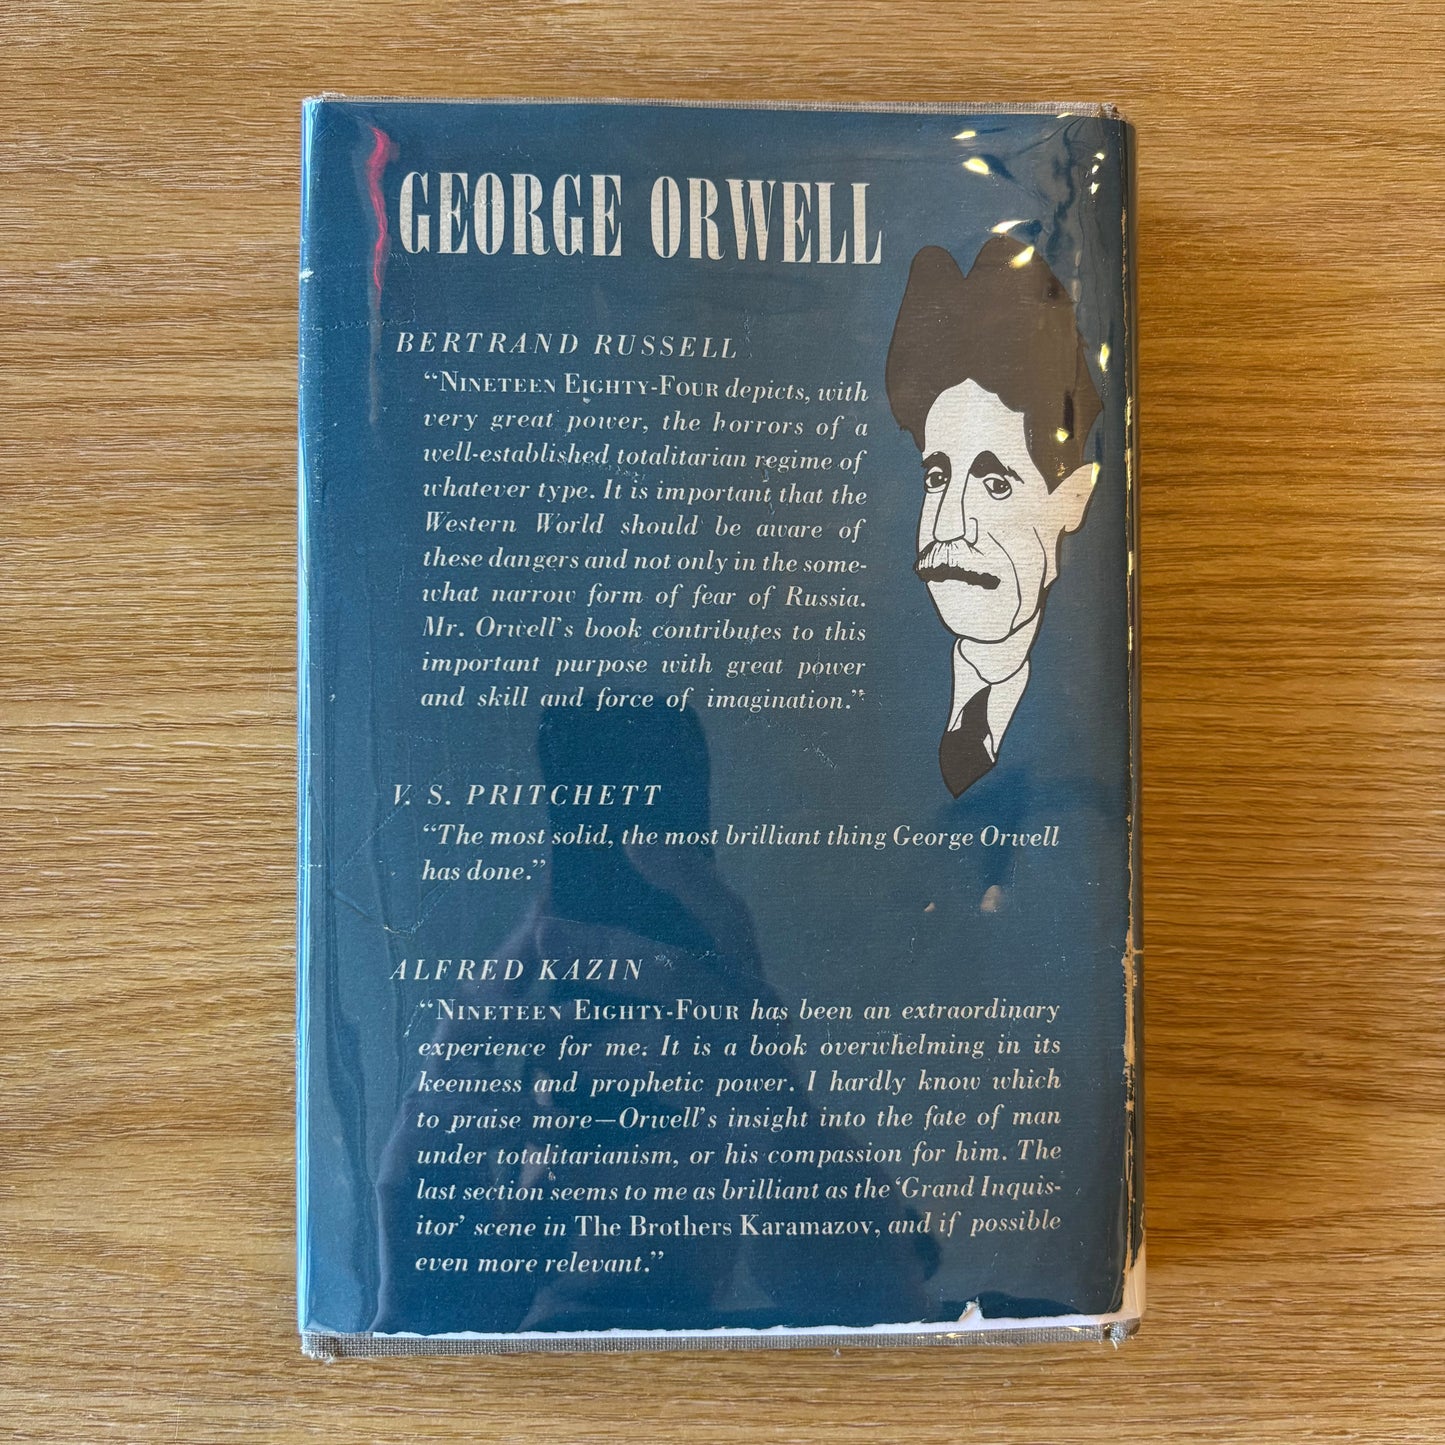 GEORGE ORWELL
BERTRAND RUSSELL
“NINETEEN EIGHTY-FOUR depicts, with
very great power, the horrors of a
well-established totalitarian regime of
whatever type. It is important that the
Western World should be aware of
these dangers and not only in the some-
what narrow form of fear of Russia.
Mr. Orwell's book contributes to this
important purpose with great power
and skill and force of imagination.”
V. S. PRITCHETT
“The most solid, the most brilliant thing George Orwell
has done.”
ALFRED KAZIN
“NINETEEN EIGHTY-FOUR has been an extraordinary
experience for me. It is a book overwhelming in its
keenness and prophetic power. I hardly know which
to praise more—Orwell's insight into the fate of man
under totalitarianism, or his compassion for him. The
last section seems to me as brilliant as the ‘Grand Inquis-
itor’ scene in The Brothers Karamazov, and if possible
even more relevant.”